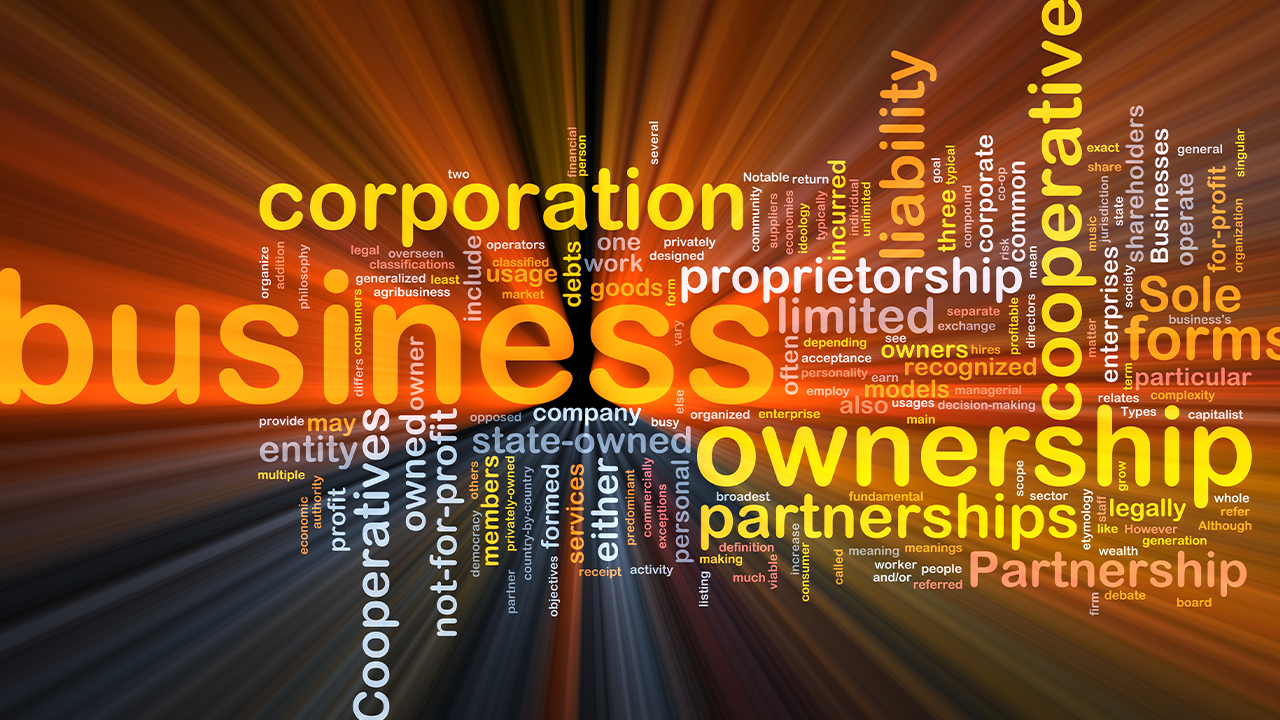 cooperative
liability
several
financial
person
two
corporation
Notable
return
community
suppliers
economies
ideology
typically
incurred
individual
unlimited
goal
three
typical
compound
corporate
co-op
risk
common
exact
share
shareholders
Businesses
general
singular
music
jurisdiction
state
operate
for-profit
organization
organize
addition
philosophy
legal
overseen
classifications
generalized
least
agribusiness
include
operators
classified
usage
market
debts
one
work
goods
privately
designed
form
proprietorship
mean
society
enterprises
Sole
business's
forms
business
consumers
differs
owner
vary
else
limited
separate
exchange
profitable
directors
often
depending
see
acceptance
owners
hires
personality
recognized
earn
employ
models
managerial
also
usages
decision-making
main
matter
term
particular
complexity
relates
Types
capitalist
provide
may
entity
multiple
Cooperatives
owned
not-for-profit
opposed
company
busy
organized
enterprise
state-owned
ownership
economic
authority
profit
others
democracy
members
privately-owned
partner
country-by-country
formed
objectives
services
either
receipt
predominant
commercially
exceptions
activity
personal
broadest
fundamental
scope
sector
grow
partnerships
etymology
staff
legally
like
However
generation
whole
refer
Although
definition
making
much
viable
listing
increase
consumer
called
meaning
meanings
worker
people
and/or
referred
wealth
Partnership
firm
debate
board